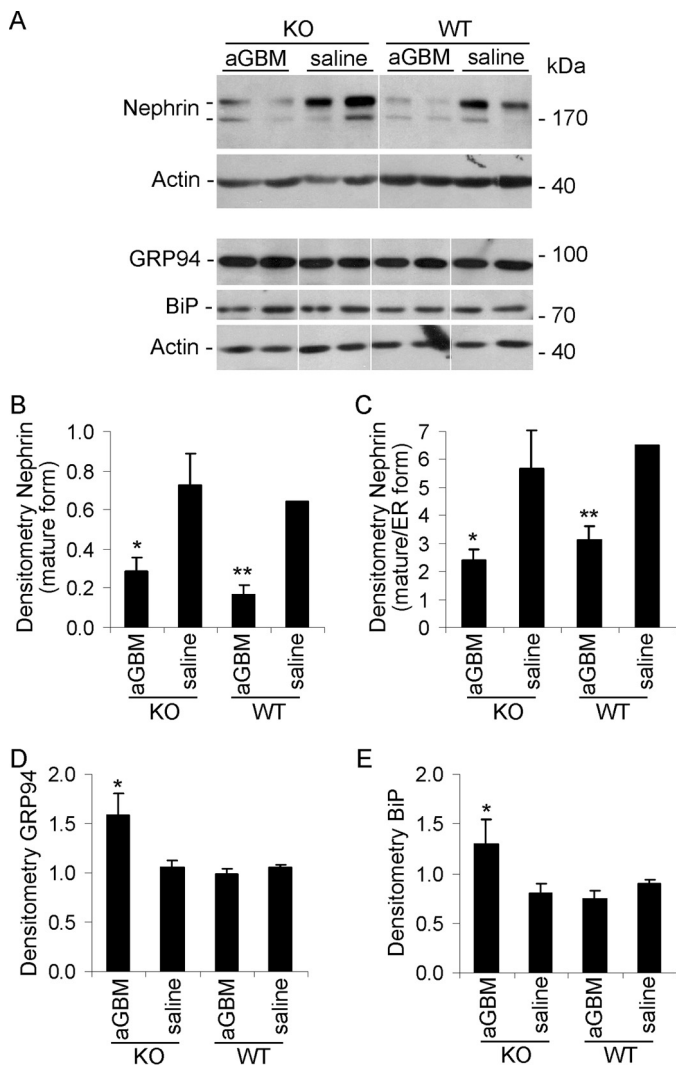 A
KO WT
aGBM saline aGBM saline kDa
Nephrin -
- 170
Actin -
- 40
GRP94 -
- 100
BiP -
- 70
Actin -
- 40
B
Densitometry Nephrin
(mature form)
1.0
0.8
0.6
0.4
0.2
0.0
* **
aGBM saline aGBM saline
KO WT
C
Densitometry Nephrin
(mature/ER form)
7
6
5
4
3
2
1
0
* **
aGBM saline aGBM saline
KO WT
D
Densitometry GRP94
2.0
1.5
1.0
0.5
0.0
*
aGBM saline aGBM saline
KO WT
E
Densitometry BiP
2.0
1.5
1.0
0.5
0.0
*
aGBM saline aGBM saline
KO WT